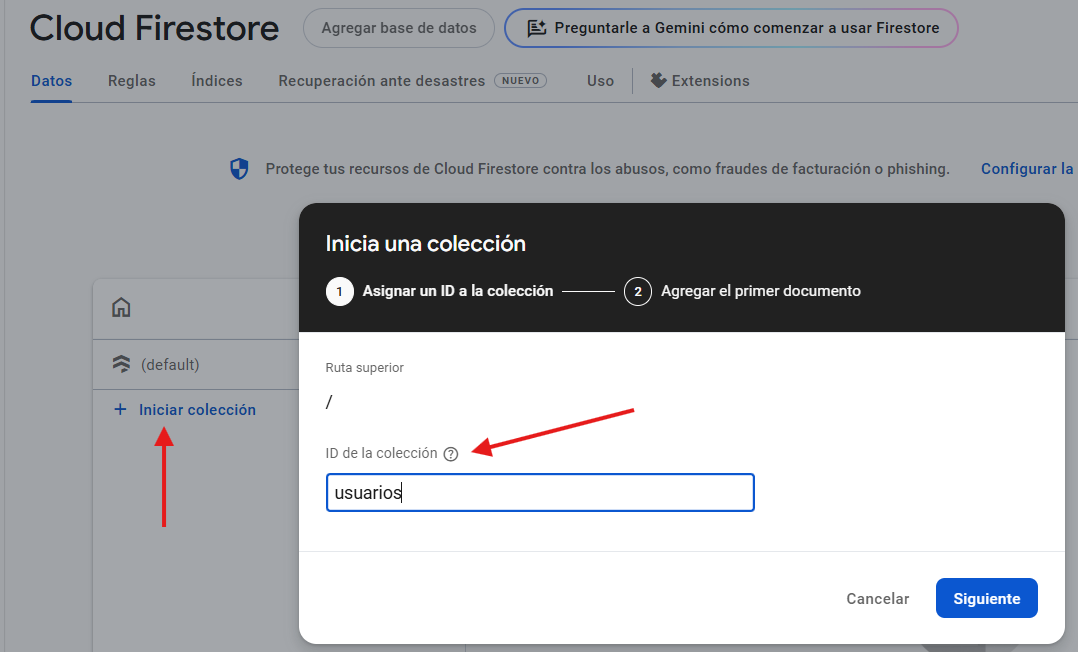 Cloud Firestore
Agregar base de datos
Preguntarle a Gemini cómo comenzar a usar Firestore
Datos
Reglas
Índices
Recuperación ante desastres
NUEVO
Uso
Extensions
Protege tus recursos de Cloud Firestore contra los abusos, como fraudes de facturación o phishing.
Configurar la
Inicia una colección
1 Asignar un ID a la colección
2 Agregar el primer documento
(default)
+ Iniciar colección
Ruta superior
/
ID de la colección ?
usuarios
Cancelar
Siguiente